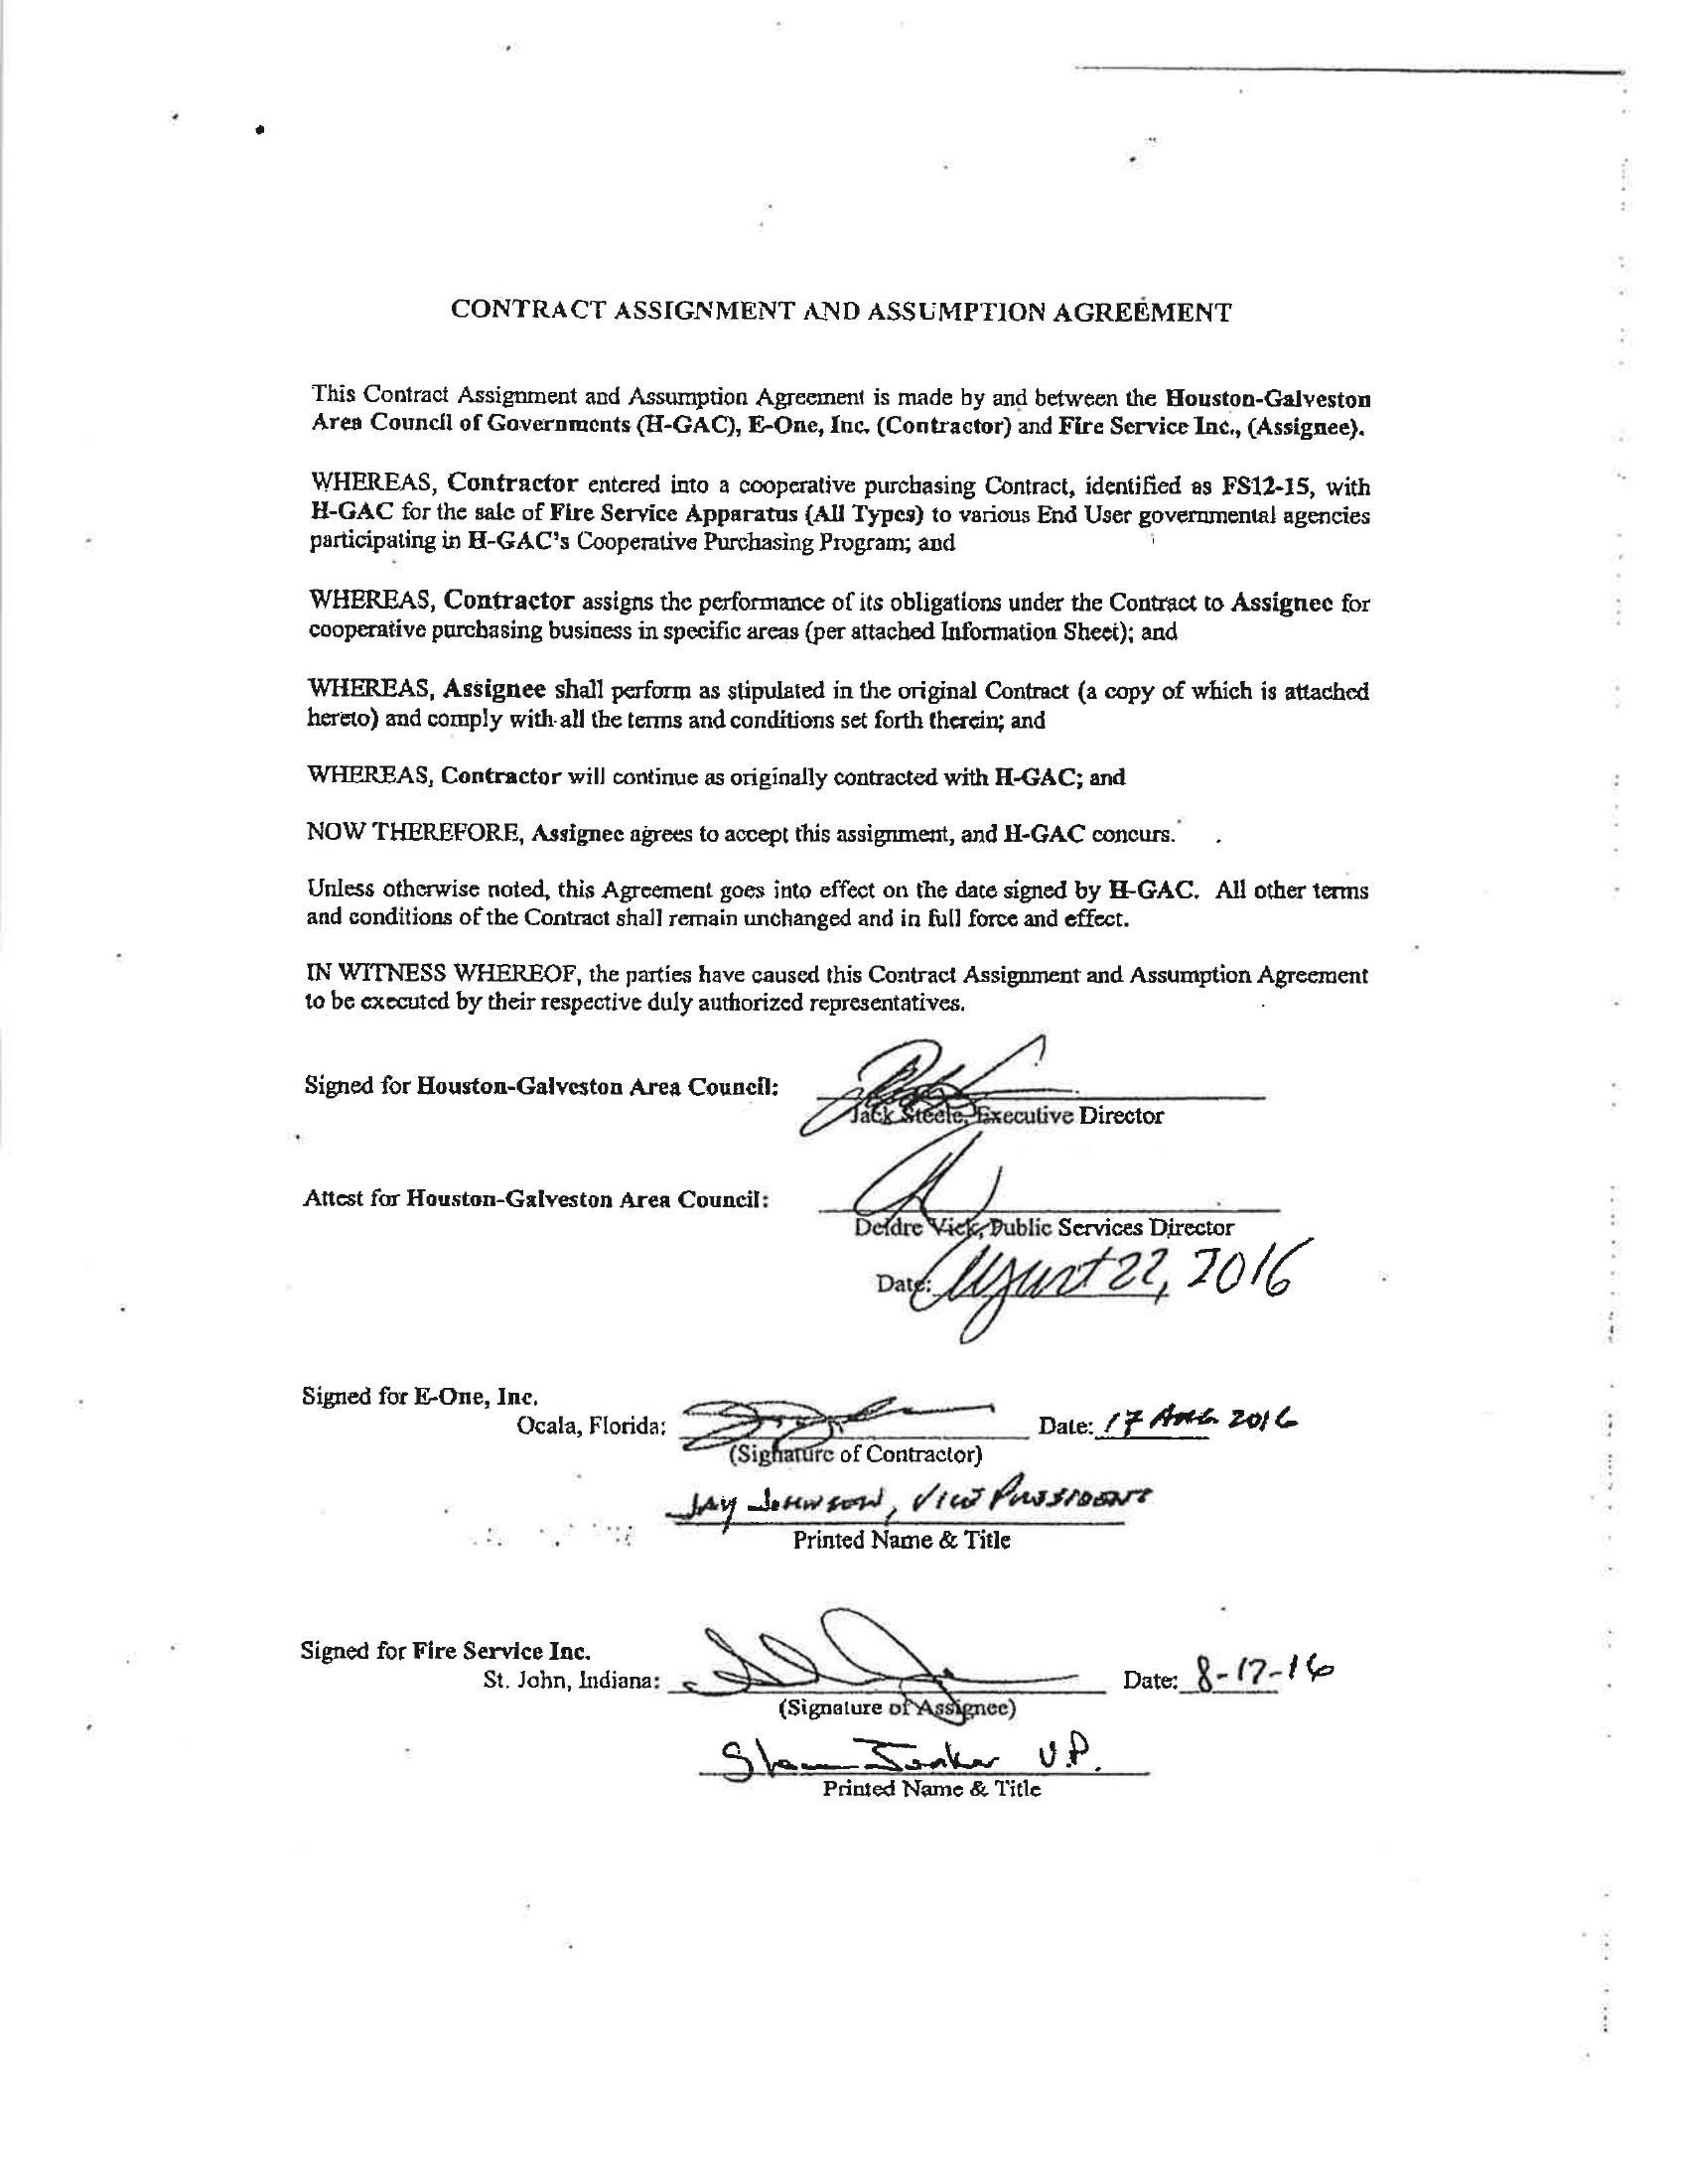 CONTRACT ASSIGNMENT AND ASSUMPTION AGREEMENT
This Contract Assignment and Assumption Agreement is made by and between the Houston-Galveston
Area Council of Governments (H-GAC), E-One, Inc. (Contractor) and Fire Service Inc., (Assignee).
WHEREAS, Contractor entered into a cooperative purchasing Contract, identified as FS12-15, with
H-GAC for the sale of Fire Service Apparatus (All Types) to various End User governmental agencies
participating in H-GAC's Cooperative Purchasing Program; and
WHEREAS, Contractor assigns the performance of its obligations under the Contract to Assignee for
cooperative purchasing business in specific areas (per attached Information Sheet); and
WHEREAS, Assignee shall perform as stipulated in the original Contract (a copy of which is attached
hereto) and comply with all the terms and conditions set forth therein; and
WHEREAS, Contractor will continue as originally contracted with H-GAC; and
NOW THEREFORE, Assignee agrees to accept this assignment, and H-GAC concurs.
Unless otherwise noted, this Agreement goes into effect on the date signed by H-GAC. All other terms
and conditions of the Contract shall remain unchanged and in full force and effect.
IN WITNESS WHEREOF, the parties have caused this Contract Assignment and Assumption Agreement
to be executed by their respective duly authorized representatives.
Signed for Houston-Galveston Area Council:
Jack Steele, Executive Director
Attest for Houston-Galveston Area Council:
Deidre Vick, Public Services Director
Date: August 22, 2016
Signed for E-One, Inc.
Ocala, Florida: Date: 17 AUG 2016
(Signature of Contractor)
JAY JOHNSON, VICE PRESIDENT
Printed Name & Title
Signed for Fire Service Inc.
St. John, Indiana: Date: 8-17-16
(Signature of Assignee)
V.P.
Printed Name & Title